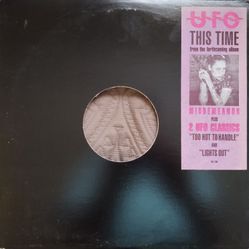 UFO
THIS TIME
from the forthcoming album
MISDEMEANOR
PLUS
2 UFO CLASSICS
"TOO HOT TO HANDLE"
AND
"LIGHTS OUT"